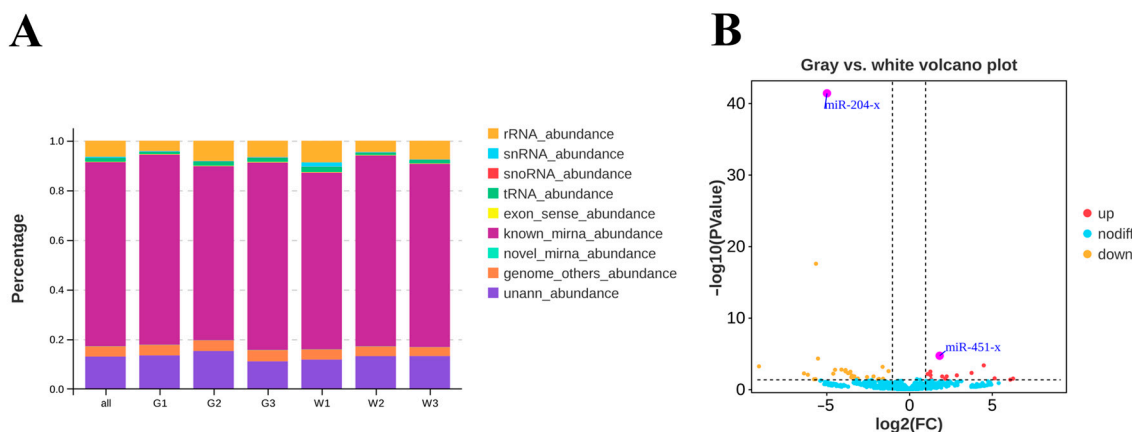 A
Percentage
1.0
0.8
0.6
0.4
0.2
0.0
all G1 G2 G3 W1 W2 W3
rRNA_abundance
snRNA_abundance
snoRNA_abundance
tRNA_abundance
exon_sense_abundance
known_mirna_abundance
novel_mirna_abundance
genome_others_abundance
unann_abundance
B
Gray vs. white volcano plot
−log10(PValue)
40
30
20
10
0
miR-204-x
miR-451-x
−5 0 5
log2(FC)
up
nodiff
down